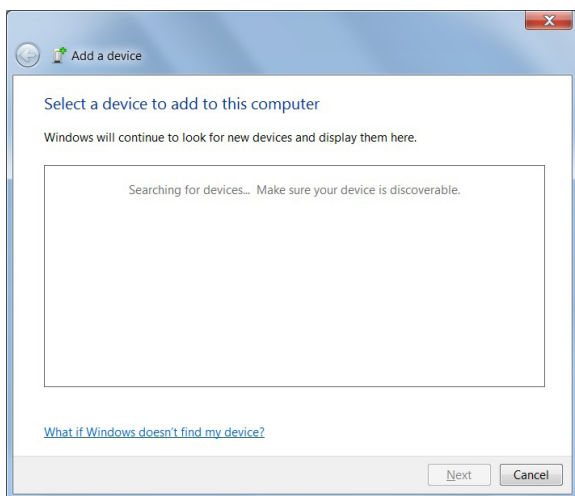 X
Add a device
Select a device to add to this computer
Windows will continue to look for new devices and display them here.
Searching for devices... Make sure your device is discoverable.
What if Windows doesn't find my device?
Next Cancel